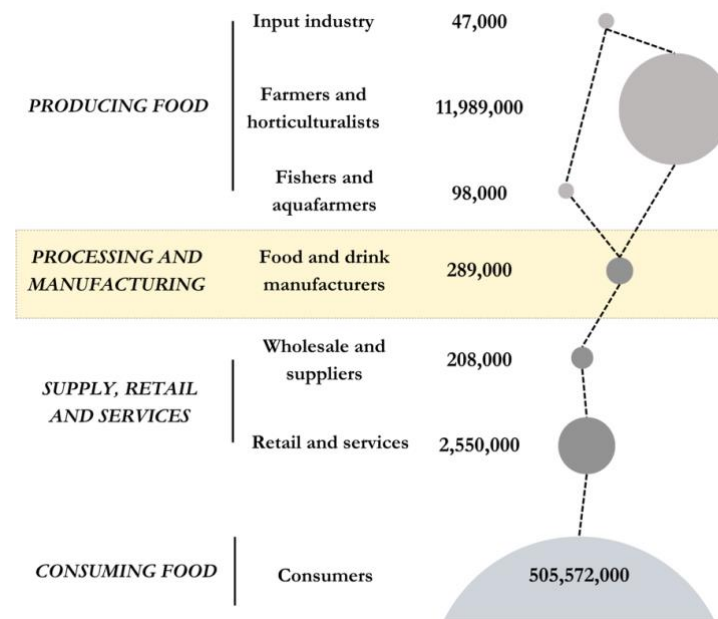 Input industry 47,000
PRODUCING FOOD
Farmers and
horticulturalists
11,989,000
Fishers and
aquafarmers
98,000
PROCESSING AND
MANUFACTURING
Food and drink
manufacturers
289,000
Wholesale and
suppliers
208,000
SUPPLY, RETAIL
AND SERVICES
Retail and services 2,550,000
CONSUMING FOOD Consumers 505,572,000